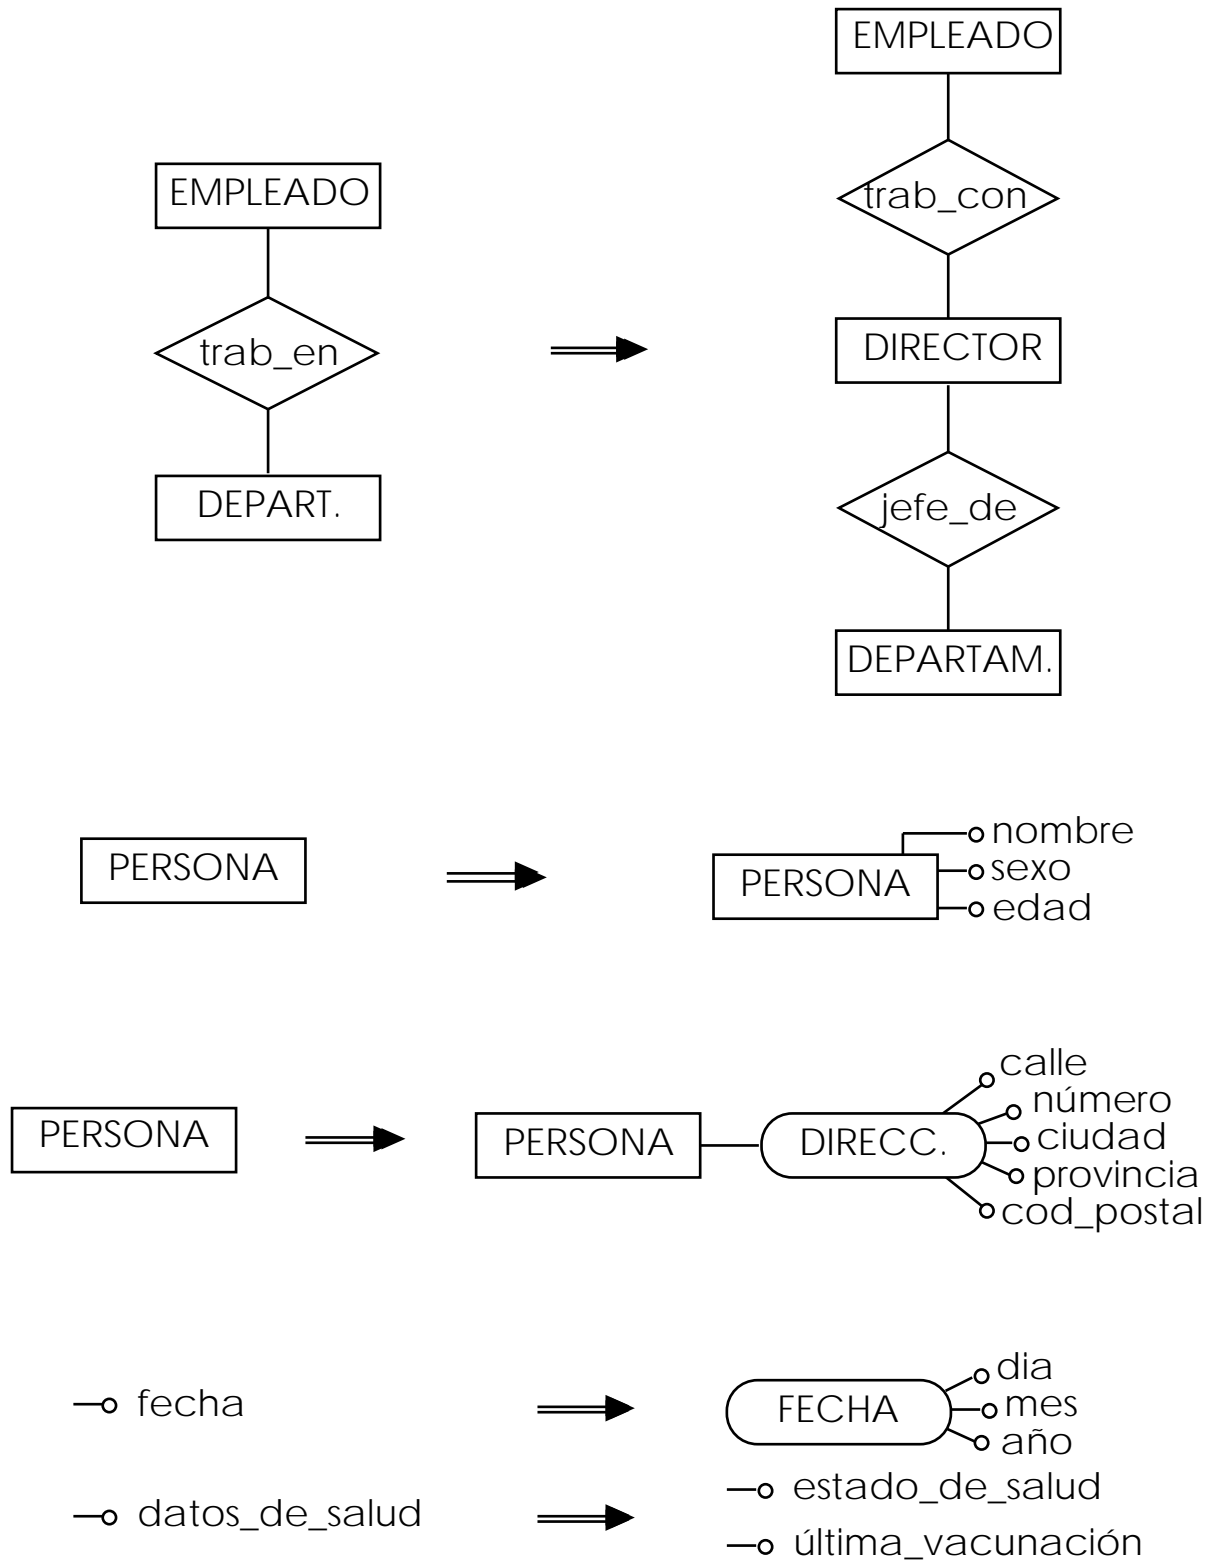 EMPLEADO
trab_en
DEPART.
EMPLEADO
trab_con
DIRECTOR
jefe_de
DEPARTAM.
PERSONA
PERSONA
nombre
sexo
edad
PERSONA
PERSONA
DIRECC.
calle
número
ciudad
provincia
cod_postal
fecha
FECHA
dia
mes
año
datos_de_salud
estado_de_salud
última_vacunación